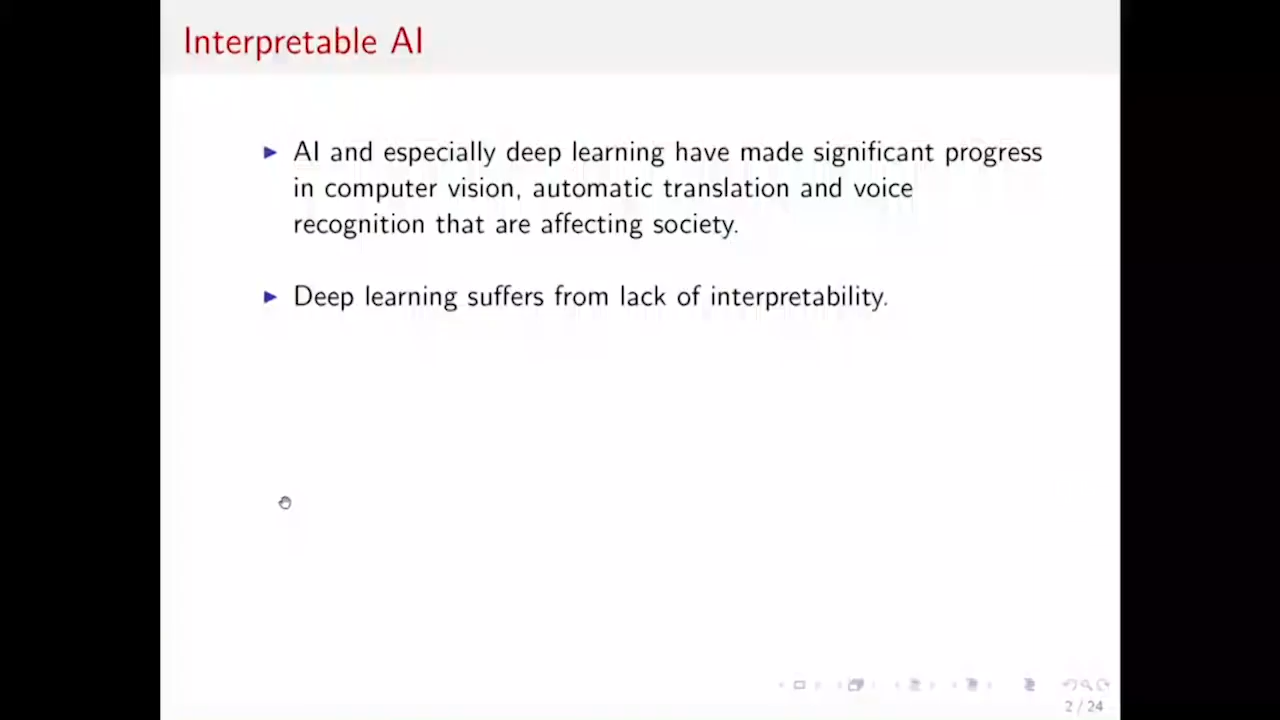 Interpretable AI
▶ AI and especially deep learning have made significant progress
in computer vision, automatic translation and voice
recognition that are affecting society.
▶ Deep learning suffers from lack of interpretability.
2 / 24